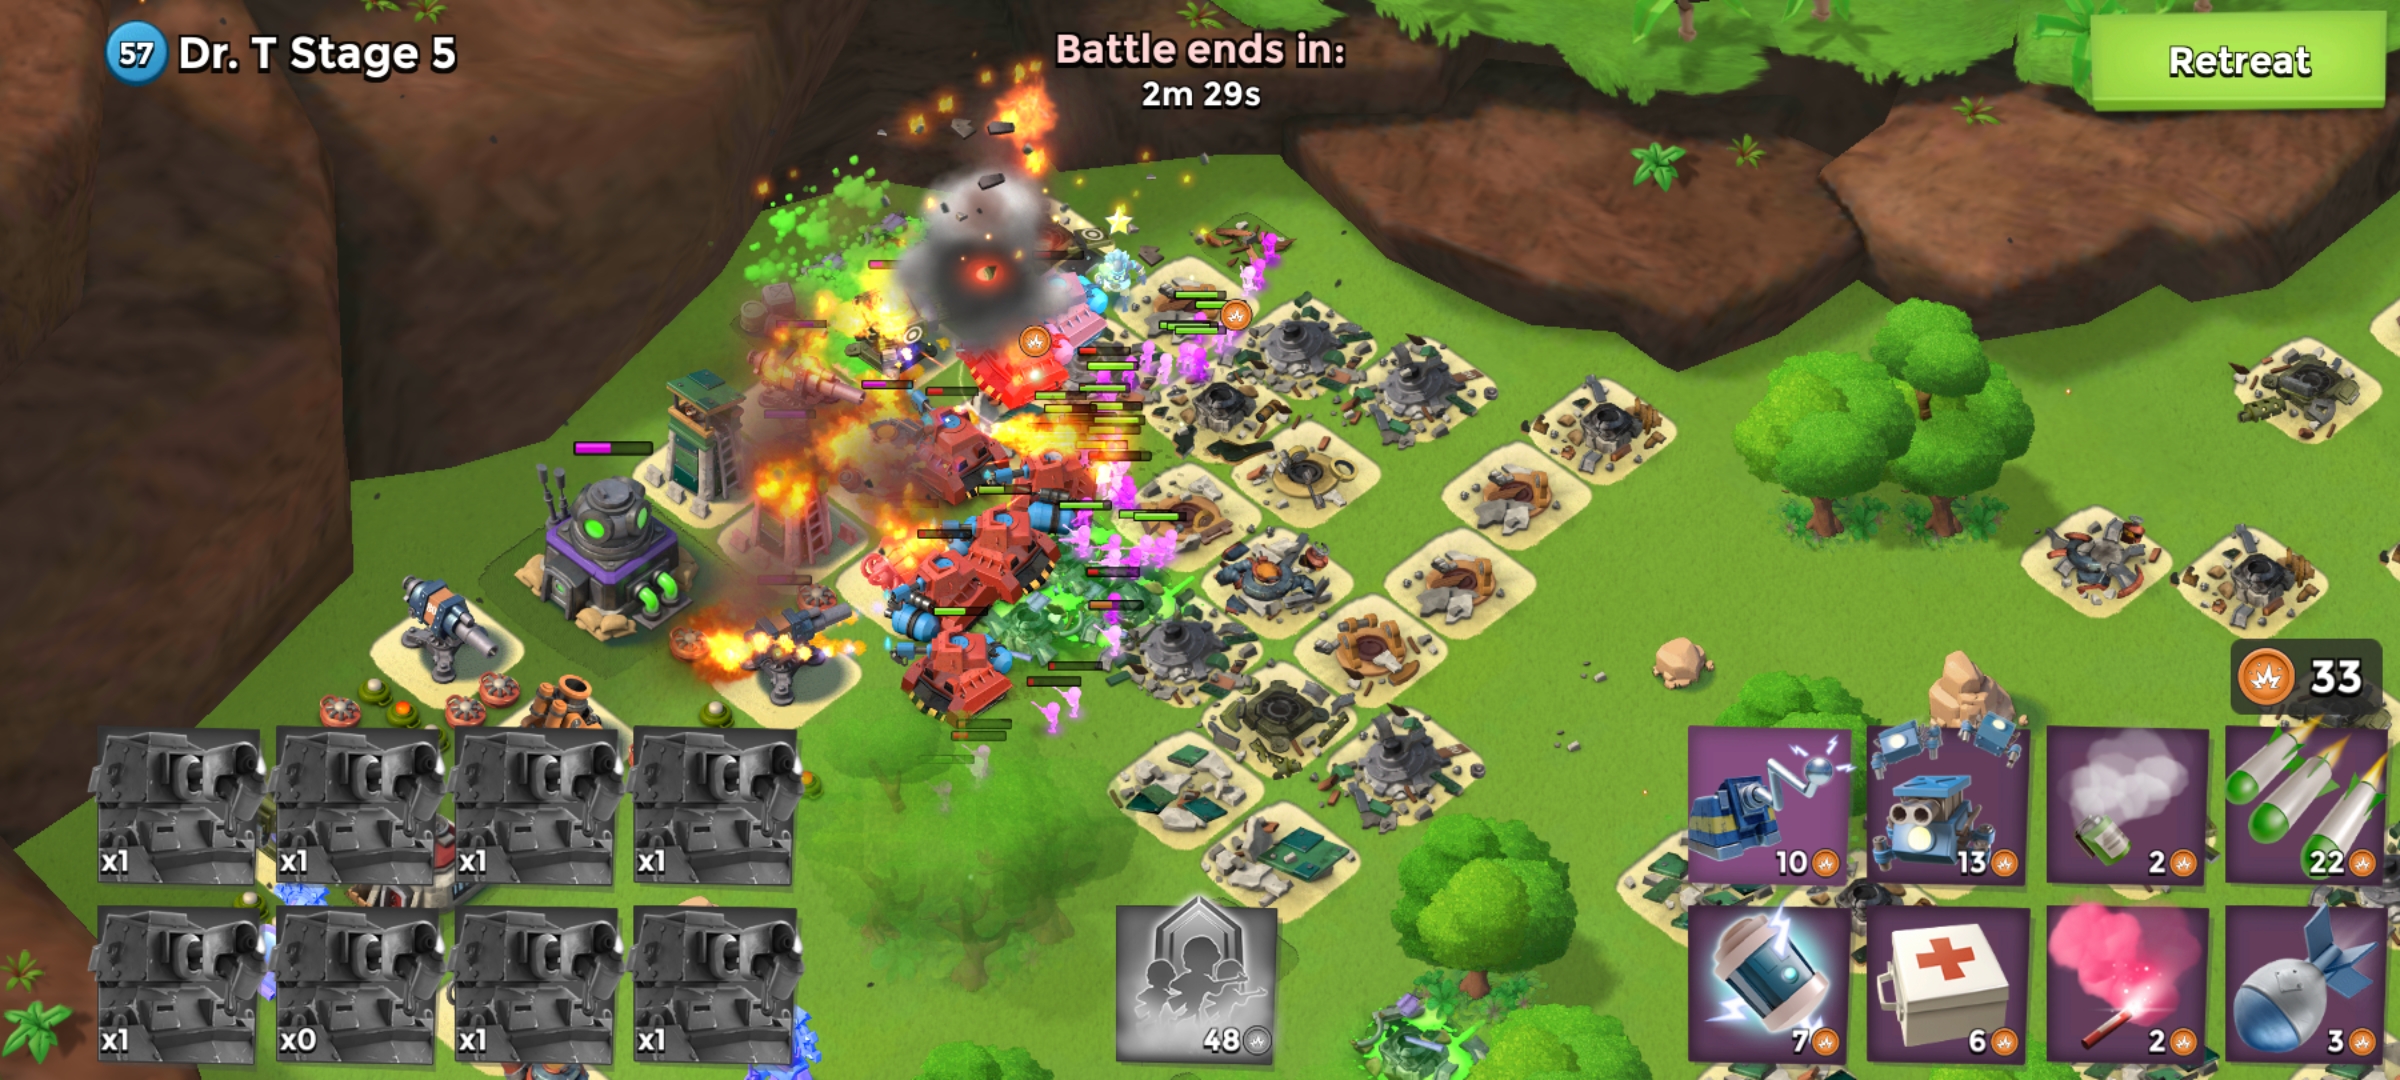 57 Dr. T Stage 5
Battle ends in:
2m 29s
Retreat
33
x1
x1
x1
x1
10
13
2
22
x1
x0
x1
x1
48
7
6
2
3